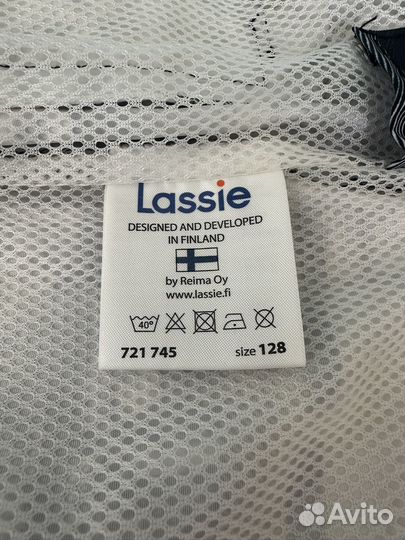 Lassie
DESIGNED AND DEVELOPED
IN FINLAND
by Reima Oy
www.lassie.fi
40°
721 745 size 128
Avito